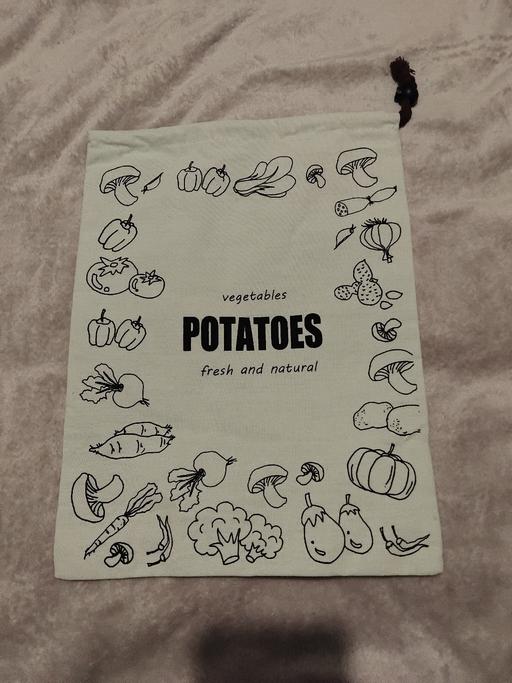 vegetables
POTATOES
fresh and natural